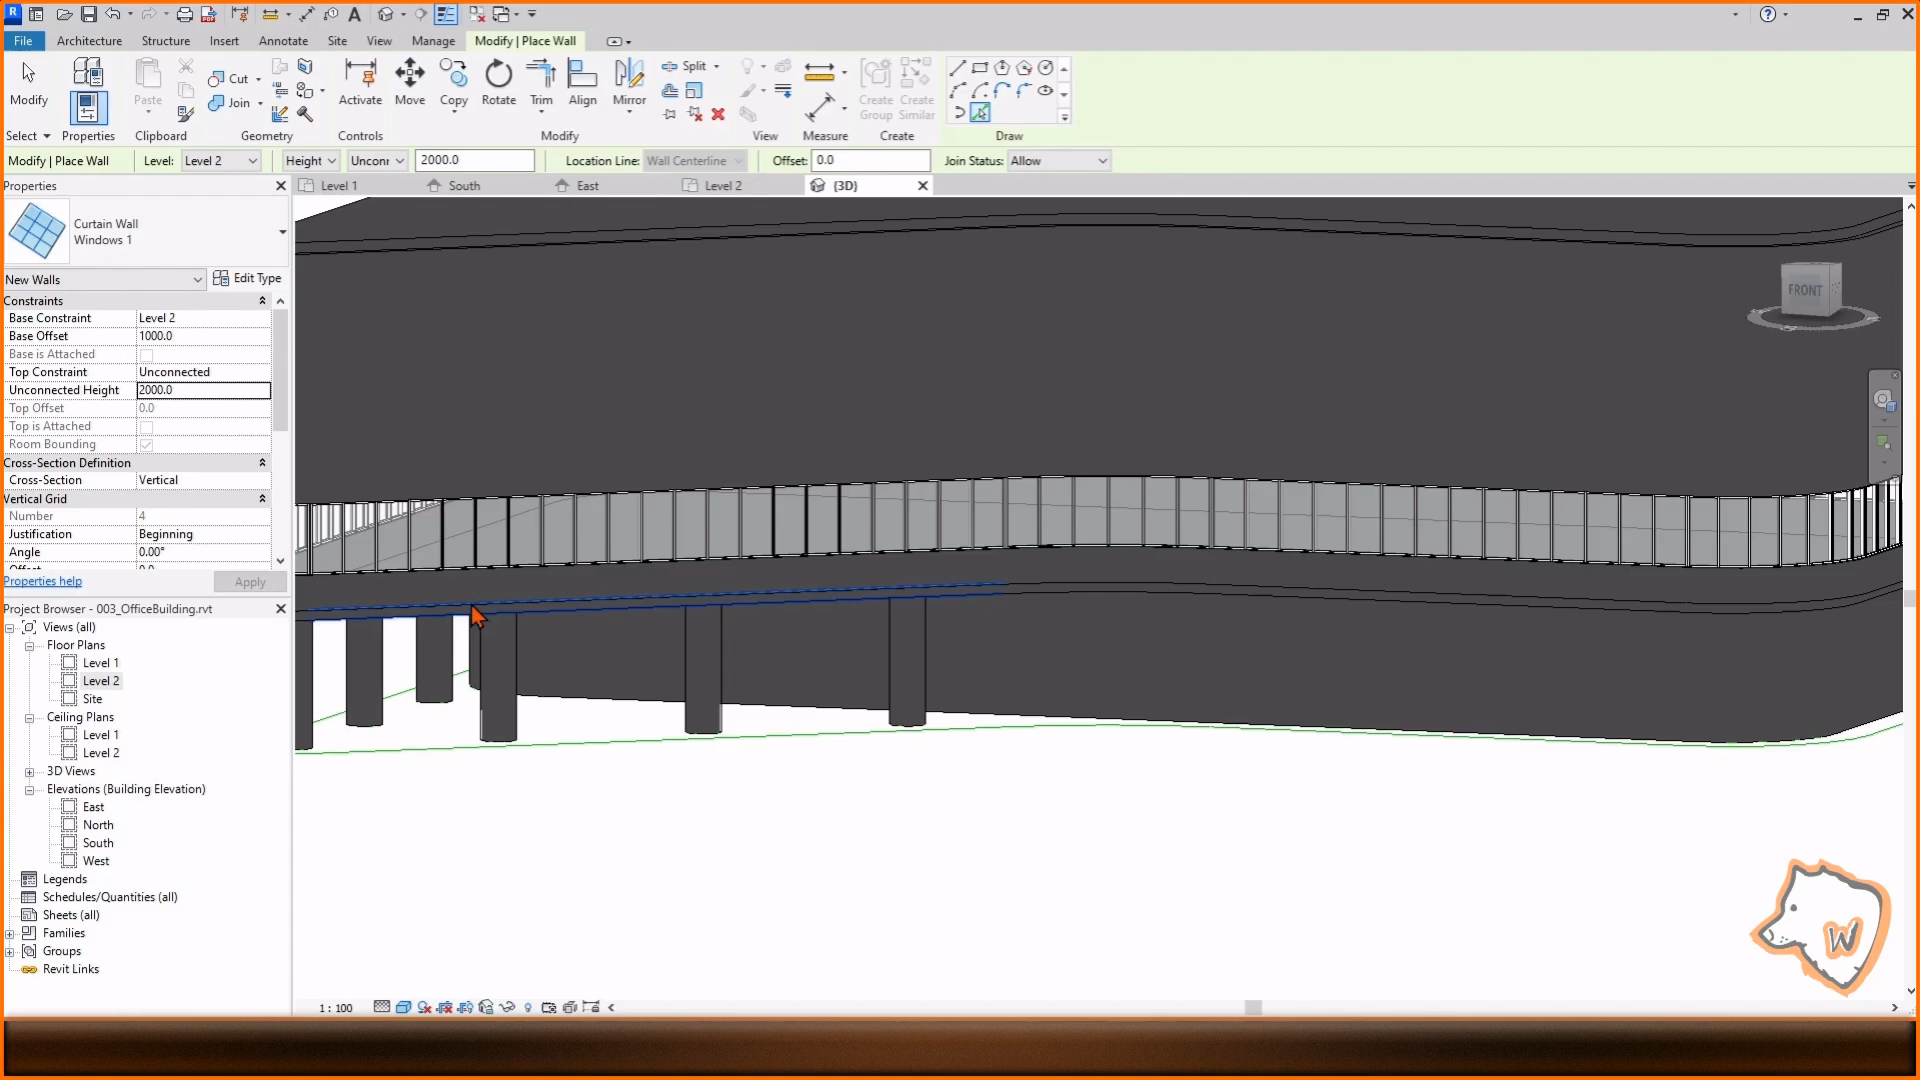 File Architecture Structure Insert Annotate Site View Manage Modify | Place Wall
Modify Paste Cut Join Activate Move Copy Rotate Trim Align Mirror Split Create Group Create Similar
Select Properties Clipboard Geometry Controls Modify View Measure Create Draw
Modify | Place Wall Level: Level 2 Height Unconr 2000.0 Location Line: Wall Centerline Offset: 0.0 Join Status: Allow
Properties
Level 1 South East Level 2 {3D}
Curtain Wall
Windows 1
New Walls Edit Type
Constraints
Base Constraint Level 2
Base Offset 1000.0
Base is Attached
Top Constraint Unconnected
Unconnected Height 2000.0
Top Offset 0.0
Top is Attached
Room Bounding
Cross-Section Definition
Cross-Section Vertical
Vertical Grid
Number 4
Justification Beginning
Angle 0.00°
Offset 0.0
Properties help Apply
Project Browser - 003_OfficeBuilding.rvt
Views (all)
Floor Plans
Level 1
Level 2
Site
Ceiling Plans
Level 1
Level 2
3D Views
Elevations (Building Elevation)
East
North
South
West
Legends
Schedules/Quantities (all)
Sheets (all)
Families
Groups
Revit Links
FRONT
W
1 : 100